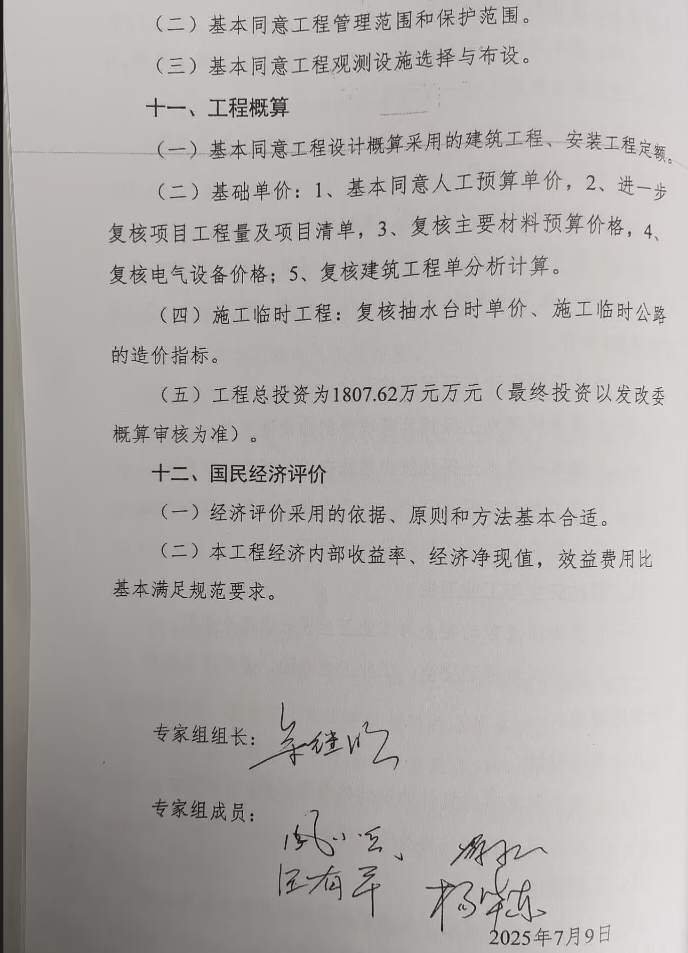 （二）基本同意工程管理范围和保护范围。
（三）基本同意工程观测设施选择与布设。
十一、工程概算
（一）基本同意工程设计概算采用的建筑工程、安装工程定额。
（二）基础单价：1、基本同意人工预算单价，2、进一步
复核项目工程量及项目清单，3、复核主要材料预算价格，4、
复核电气设备价格；5、复核建筑工程单分析计算。
（四）施工临时工程：复核抽水台时单价、施工临时公路
的造价指标。
（五）工程总投资为1807.62万元万元（最终投资以发改委
概算审核为准）。
十二、国民经济评价
（一）经济评价采用的依据、原则和方法基本合适。
（二）本工程经济内部收益率、经济净现值，效益费用比
基本满足规范要求。
专家组组长：
专家组成员：
2025年7月9日